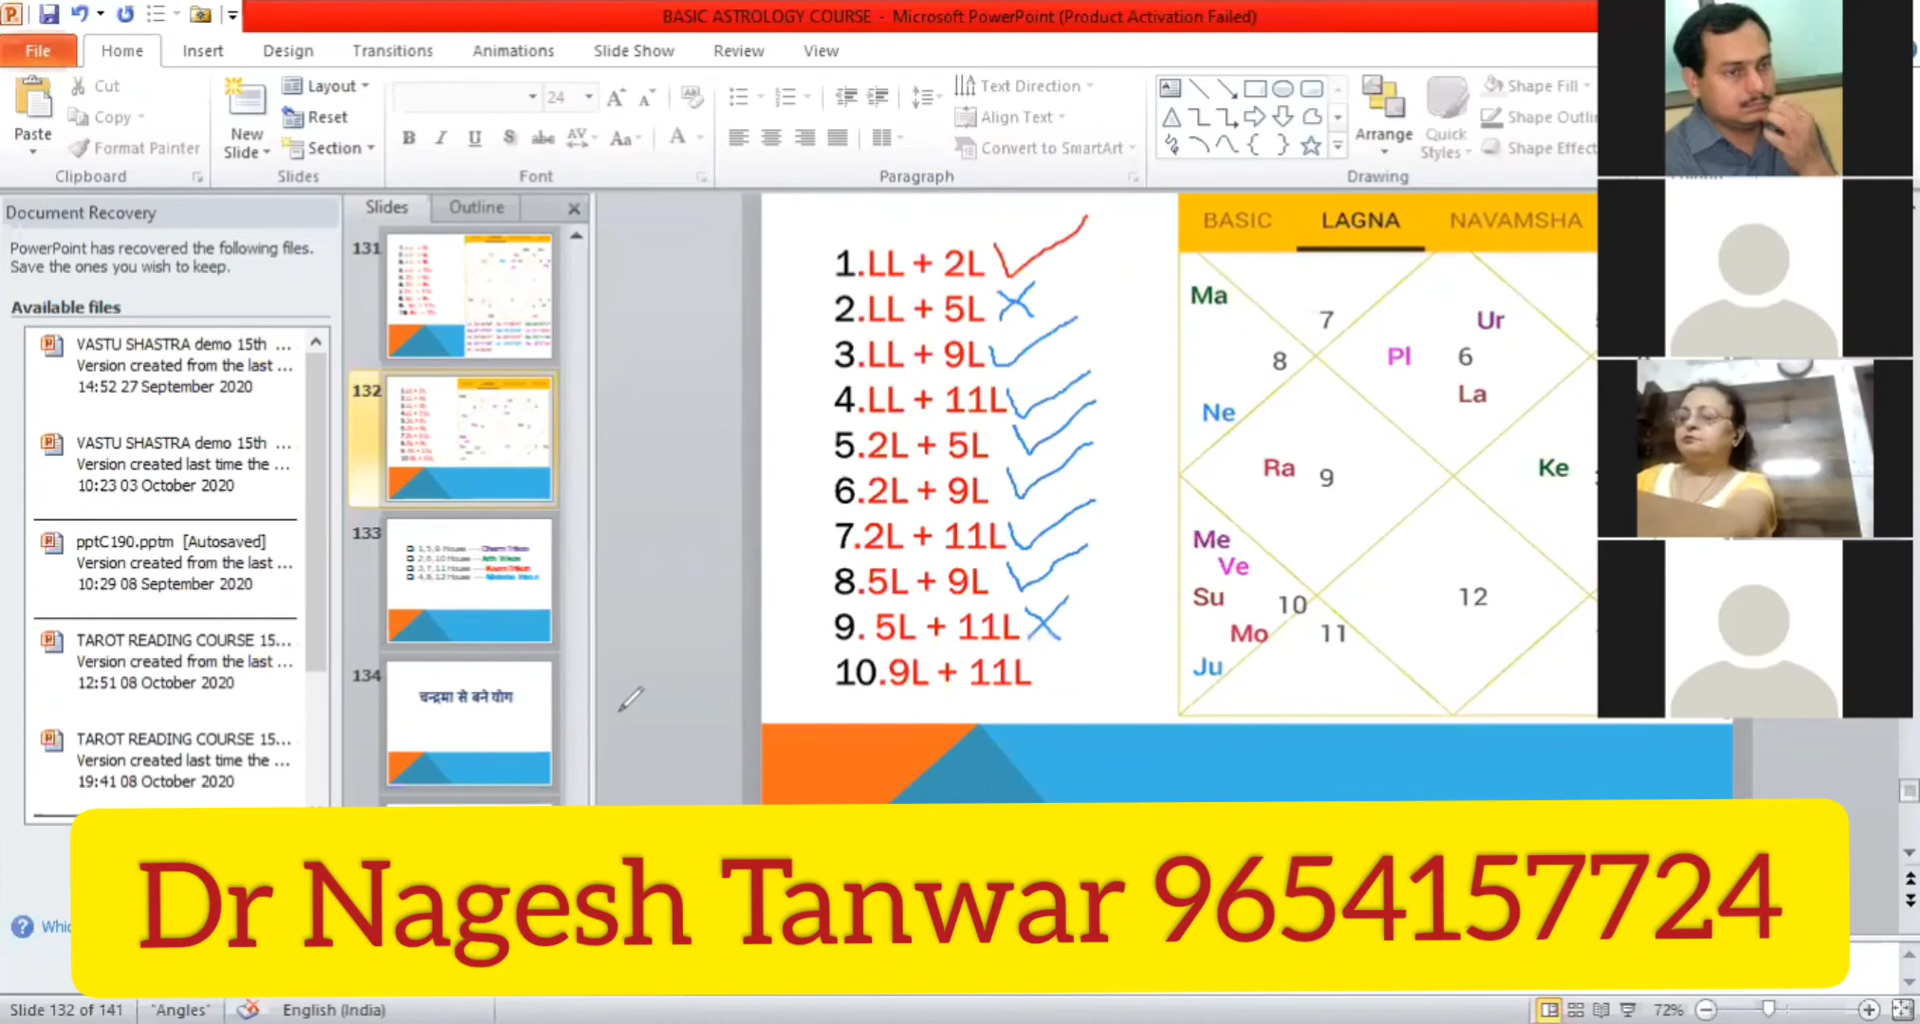 BASIC ASTROLOGY COURSE - Microsoft PowerPoint (Product Activation Failed)
File Home Insert Design Transitions Animations Slide Show Review View
Paste
Cut
Copy
Format Painter
Clipboard
New Slide
Layout
Reset
Section
Slides
24
B I U S abc AV Aa A
Font
Text Direction
Align Text
Convert to SmartArt
Paragraph
Arrange
Quick Styles
Shape Fill
Shape Outli
Shape Effect
Drawing
Document Recovery
PowerPoint has recovered the following files.
Save the ones you wish to keep.
Available files
VASTU SHASTRA demo 15th ...
Version created from the last ...
14:52 27 September 2020
VASTU SHASTRA demo 15th ...
Version created last time the ...
10:23 03 October 2020
pptC190.pptm [Autosaved]
Version created from the last ...
10:29 08 September 2020
TAROT READING COURSE 15...
Version created from the last ...
12:51 08 October 2020
TAROT READING COURSE 15...
Version created last time the ...
19:41 08 October 2020
Slides Outline
131
132
133
134
चन्द्रमा से बने योग
1.LL + 2L
2.LL + 5L
3.LL + 9L
4.LL + 11L
5.2L + 5L
6.2L + 9L
7.2L + 11L
8.5L + 9L
9. 5L + 11L
10.9L + 11L
BASIC LAGNA NAVAMSHA
Ma
7
Ur
8
Pl
6
La
Ne
Ra
9
Ke
Me
Ve
Su
10
12
Mo
11
Ju
Dr Nagesh Tanwar 9654157724
Slide 132 of 141
"Angles"
English (India)
72%